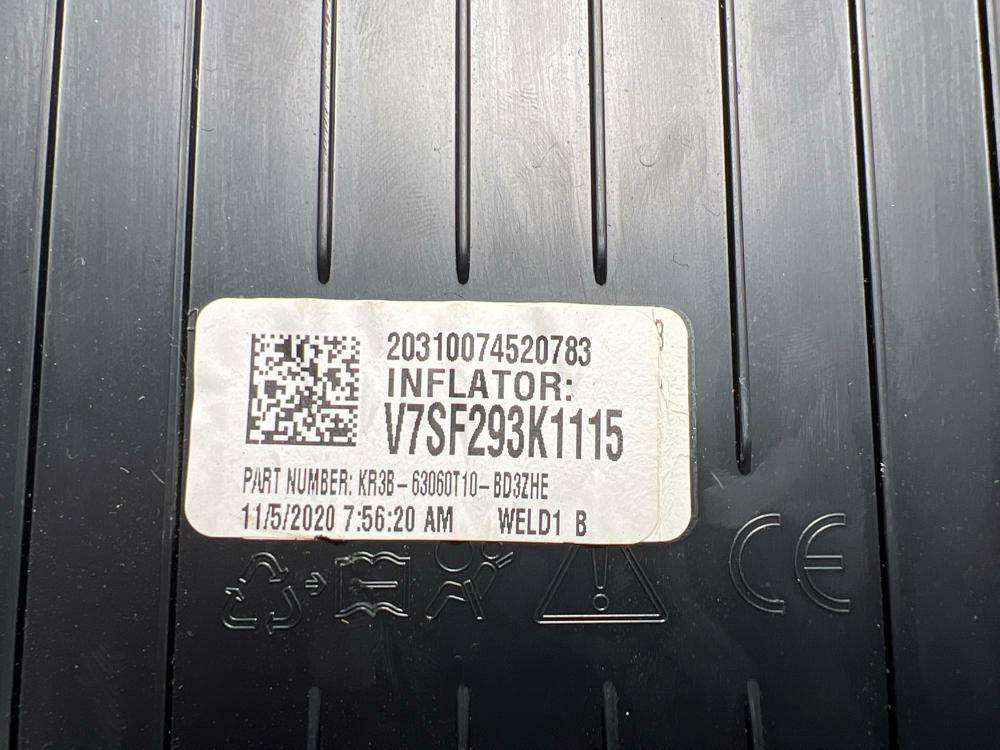 20310074520783
INFLATOR:
V7SF293K1115
PART NUMBER: KR3B-63060T10-BD3ZHE
11/5/2020 7:56:20 AM WELD1 B
CE